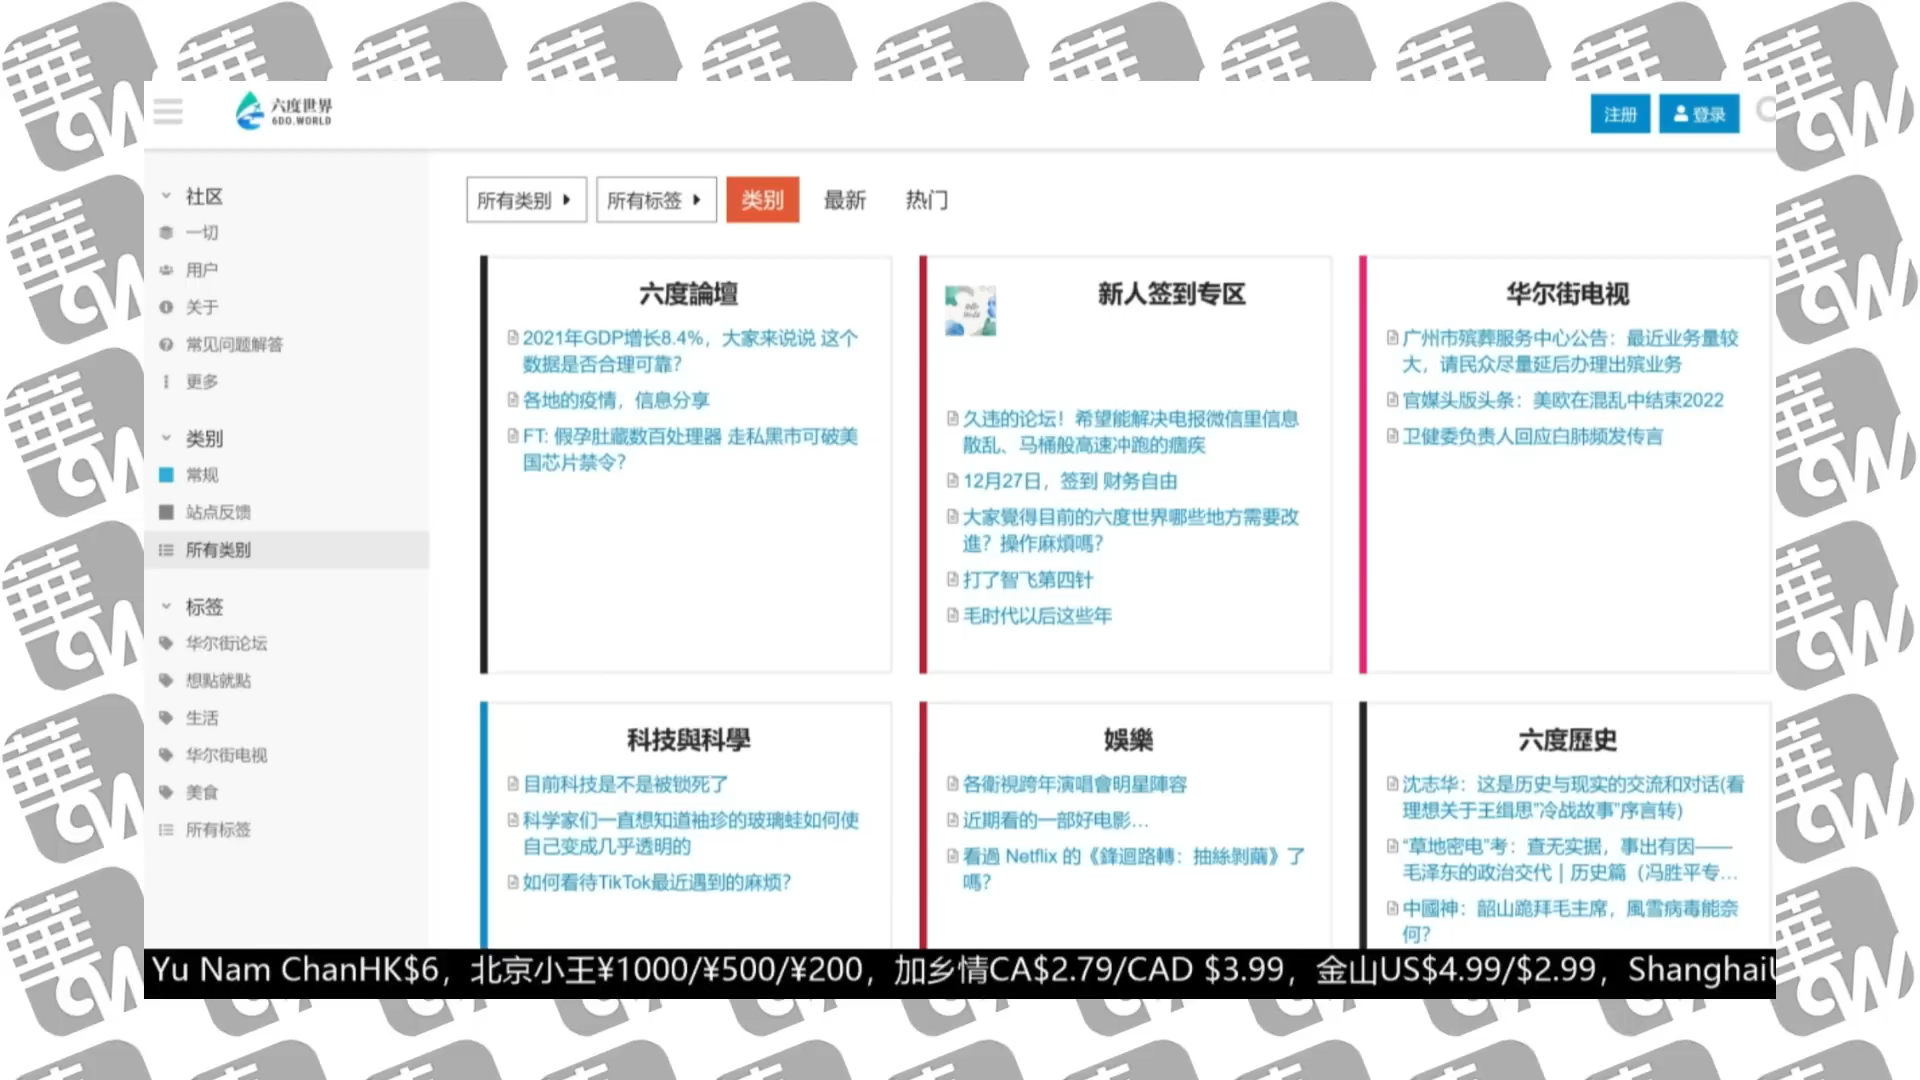 六度世界
6DO.WORLD
注册
登录
社区
一切
用户
关于
常见问题解答
更多
类别
常规
站点反馈
所有类别
标签
华尔街论坛
想點就點
生活
华尔街电视
美食
所有标签
所有类别
所有标签
类别
最新
热门
六度論壇
2021年GDP增长8.4%，大家来说说 这个
数据是否合理可靠？
各地的疫情，信息分享
FT: 假孕肚藏数百处理器 走私黑市可破美
国芯片禁令？
新人签到专区
久违的论坛！希望能解决电报微信里信息
散乱、马桶般高速冲跑的痼疾
12月27日，签到 财务自由
大家覺得目前的六度世界哪些地方需要改
進？操作麻煩嗎？
打了智飞第四针
毛时代以后这些年
华尔街电视
广州市殡葬服务中心公告：最近业务量较
大，请民众尽量延后办理出殡业务
官媒头版头条：美欧在混乱中结束2022
卫健委负责人回应白肺频发传言
科技與科學
目前科技是不是被锁死了
科学家们一直想知道袖珍的玻璃蛙如何使
自己变成几乎透明的
如何看待TikTok最近遇到的麻烦？
娛樂
各衛視跨年演唱會明星陣容
近期看的一部好电影…
看過 Netflix 的《鋒迴路轉：抽絲剝繭》了
嗎？
六度歷史
沈志华：这是历史与现实的交流和对话(看
理想关于王缉思”冷战故事”序言转)
“草地密电”考：查无实据，事出有因——
毛泽东的政治交代 | 历史篇（冯胜平专…
中國神：韶山跪拜毛主席，風雪病毒能奈
何？
Yu Nam ChanHK$6，北京小王¥1000/¥500/¥200，加乡情CA$2.79/CAD $3.99，金山US$4.99/$2.99，Shanghai